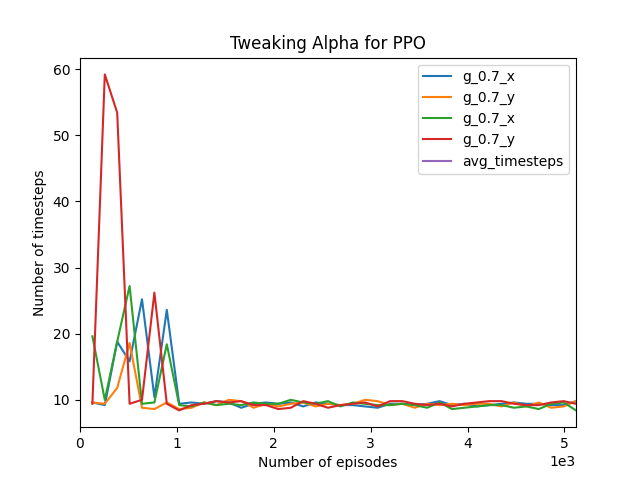 Tweaking Alpha for PPO
g_0.7_x
g_0.7_y
g_0.7_x
g_0.7_y
avg_timesteps
Number of timesteps
60
50
40
30
20
10
0
1
2
3
4
5
1e3
Number of episodes